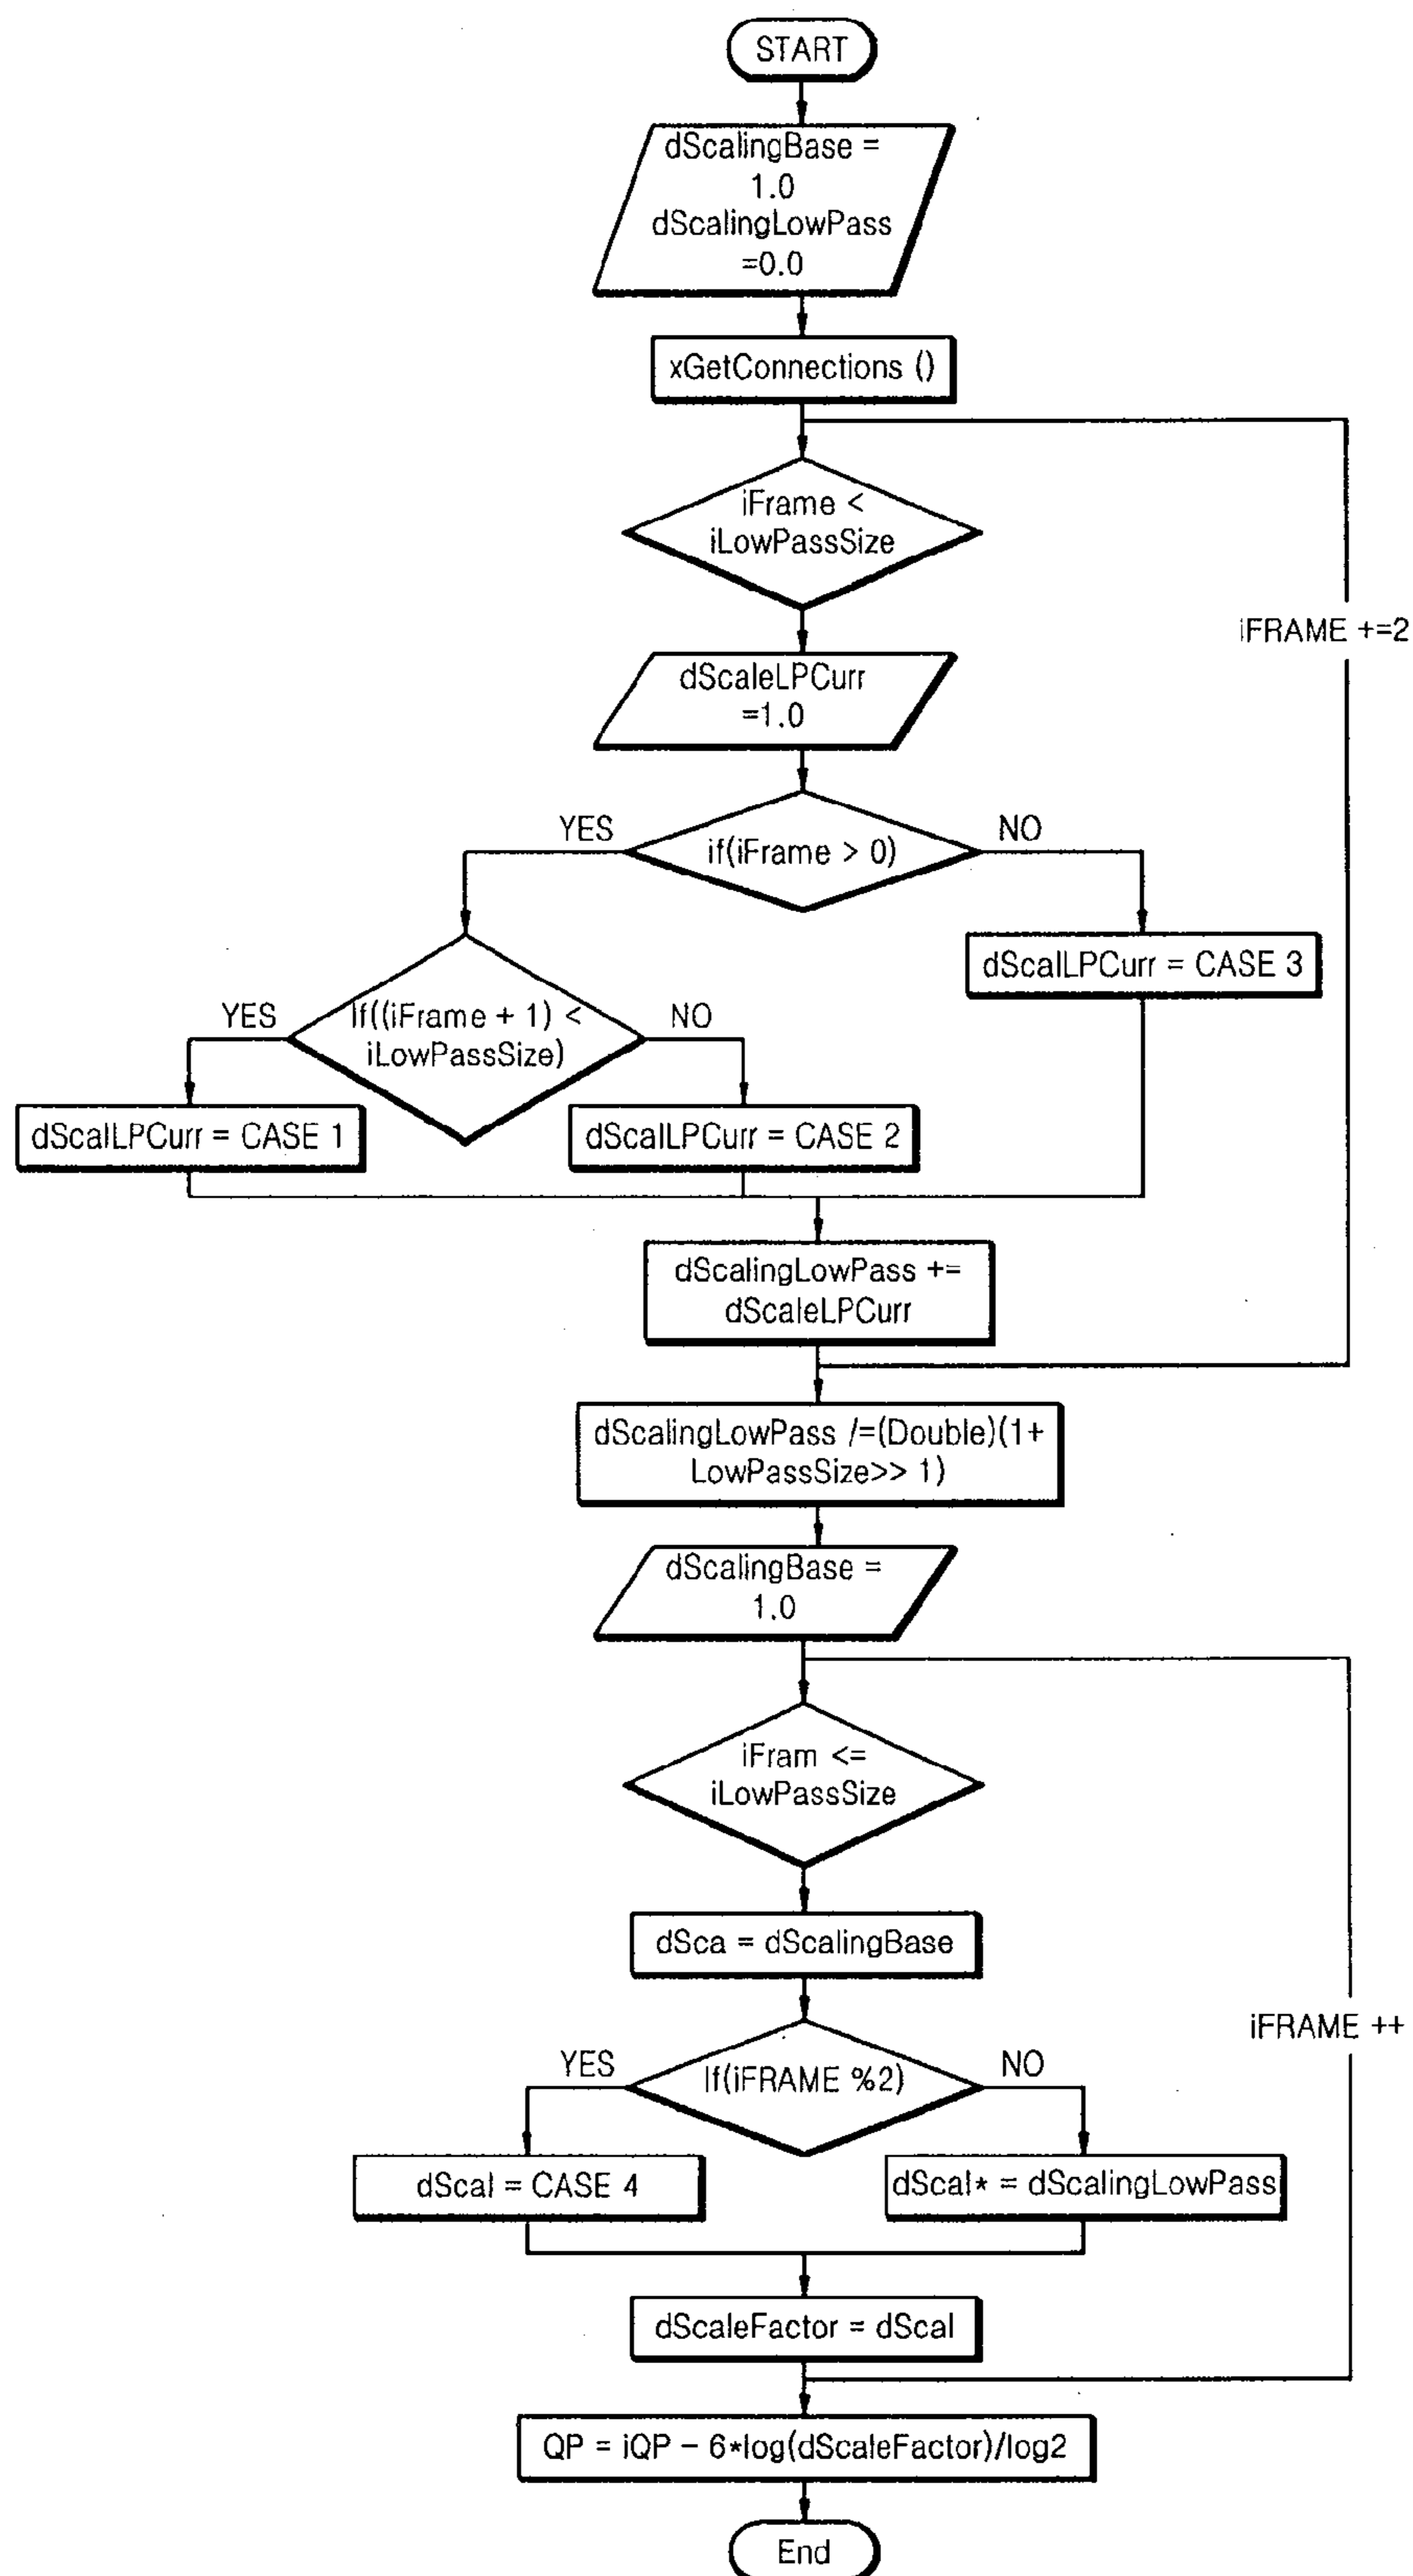 START
dScalingBase =
1.0
dScalingLowPass
=0.0
xGetConnections ()
iFrame <
iLowPassSize
iFRAME +=2
dScaleLPCurr
=1.0
YES
if(iFrame > 0)
NO
dScalLPCurr = CASE 3
YES
If((iFrame + 1) <
iLowPassSize)
NO
dScalLPCurr = CASE 1
dScalLPCurr = CASE 2
dScalingLowPass +=
dScaleLPCurr
dScalingLowPass /=(Double)(1+
LowPassSize>> 1)
dScalingBase =
1.0
iFram <=
iLowPassSize
dSca = dScalingBase
iFRAME ++
YES
If(iFRAME %2)
NO
dScal = CASE 4
dScal* = dScalingLowPass
dScaleFactor = dScal
QP = iQP - 6*log(dScaleFactor)/log2
End